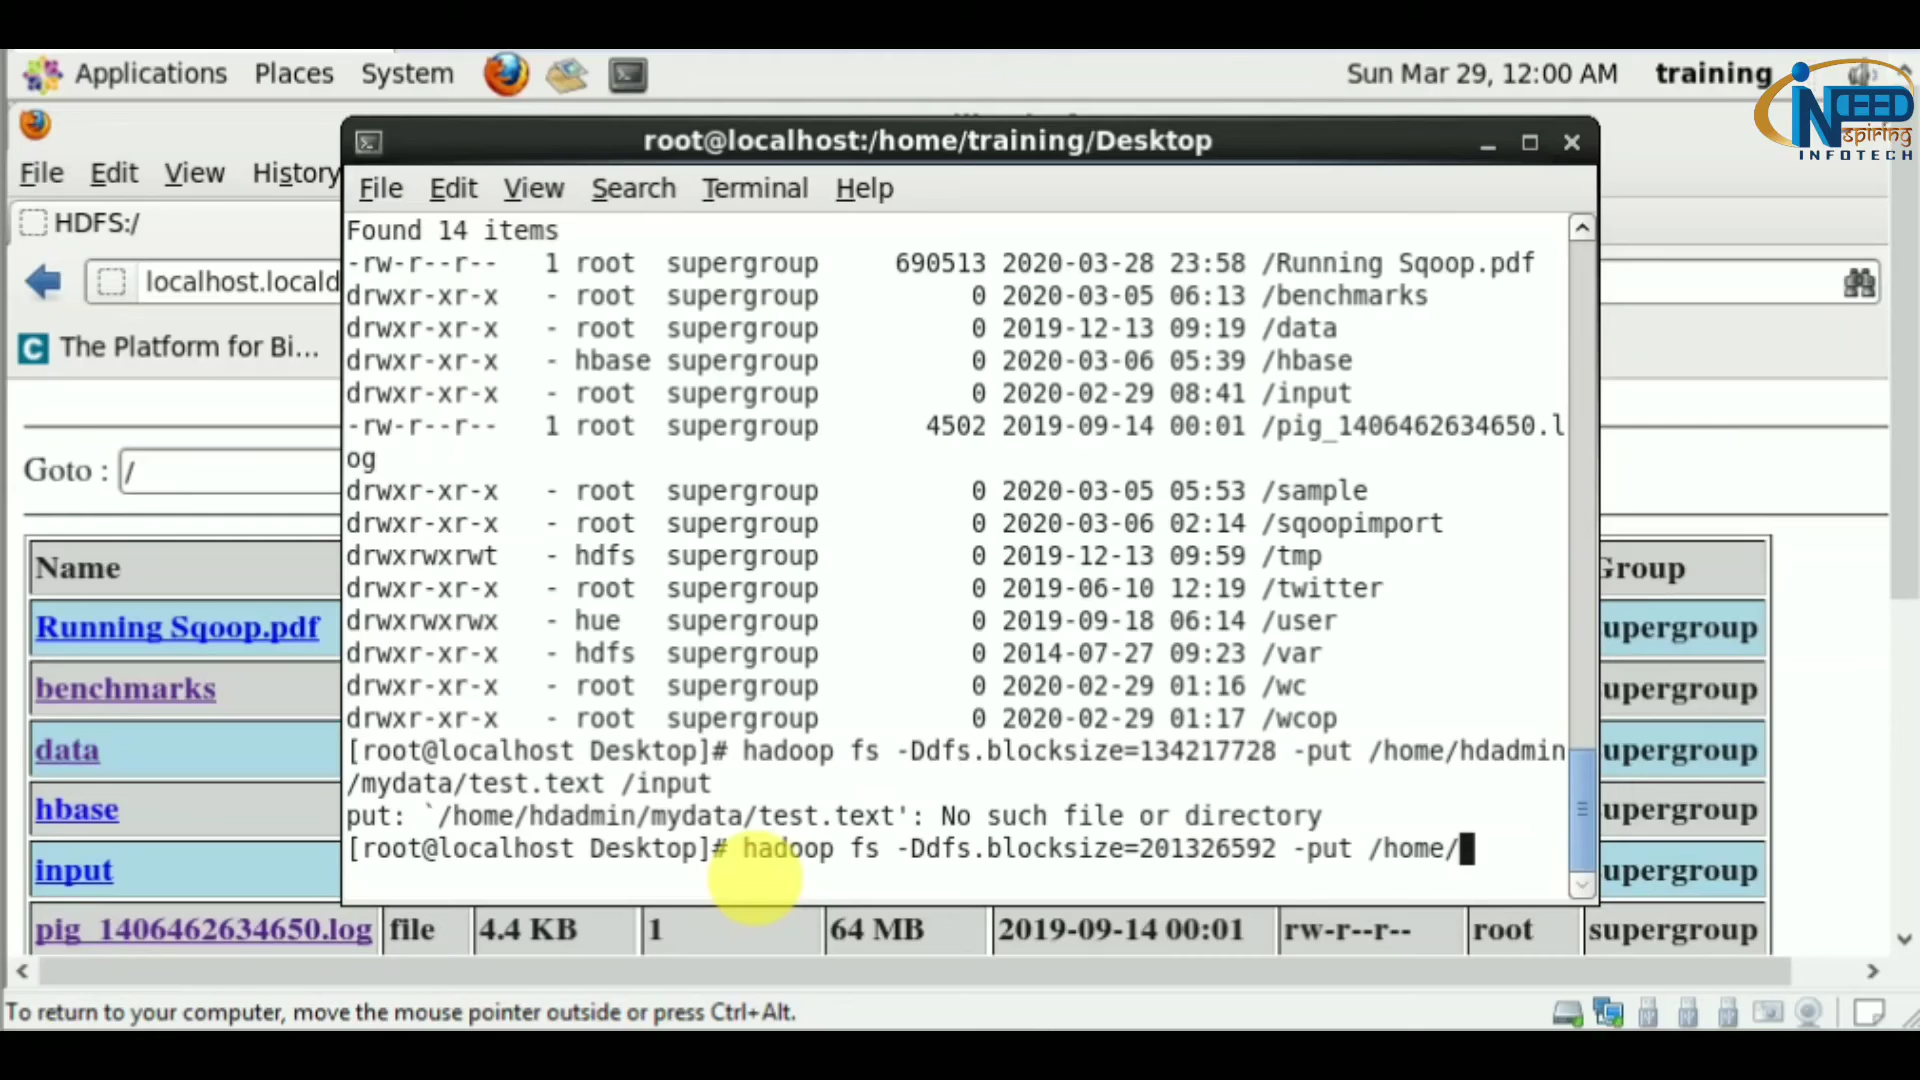 Applications Places System Sun Mar 29, 12:00 AM training
iNCEED
nspiring
INFOTECH
root@localhost:/home/training/Desktop
File Edit View History
File Edit View Search Terminal Help
HDFS:/
localhost.locald
The Platform for Bi...
Goto : /
Found 14 items
-rw-r--r-- 1 root supergroup 690513 2020-03-28 23:58 /Running Sqoop.pdf
drwxr-xr-x - root supergroup 0 2020-03-05 06:13 /benchmarks
drwxr-xr-x - root supergroup 0 2019-12-13 09:19 /data
drwxr-xr-x - hbase supergroup 0 2020-03-06 05:39 /hbase
drwxr-xr-x - root supergroup 0 2020-02-29 08:41 /input
-rw-r--r-- 1 root supergroup 4502 2019-09-14 00:01 /pig_1406462634650.l
og
drwxr-xr-x - root supergroup 0 2020-03-05 05:53 /sample
drwxr-xr-x - root supergroup 0 2020-03-06 02:14 /sqoopimport
drwxrwxrwt - hdfs supergroup 0 2019-12-13 09:59 /tmp
drwxr-xr-x - root supergroup 0 2019-06-10 12:19 /twitter
drwxrwxrwx - hue supergroup 0 2019-09-18 06:14 /user
drwxr-xr-x - hdfs supergroup 0 2014-07-27 09:23 /var
drwxr-xr-x - root supergroup 0 2020-02-29 01:16 /wc
drwxr-xr-x - root supergroup 0 2020-02-29 01:17 /wcop
[root@localhost Desktop]# hadoop fs -Ddfs.blocksize=134217728 -put /home/hdadmin
/mydata/test.text /input
put: `/home/hdadmin/mydata/test.text': No such file or directory
[root@localhost Desktop]# hadoop fs -Ddfs.blocksize=201326592 -put /home/
Name Group
Running Sqoop.pdf upergroup
benchmarks upergroup
data upergroup
hbase upergroup
input upergroup
pig_1406462634650.log file 4.4 KB 1 64 MB 2019-09-14 00:01 rw-r--r-- root supergroup
To return to your computer, move the mouse pointer outside or press Ctrl+Alt.